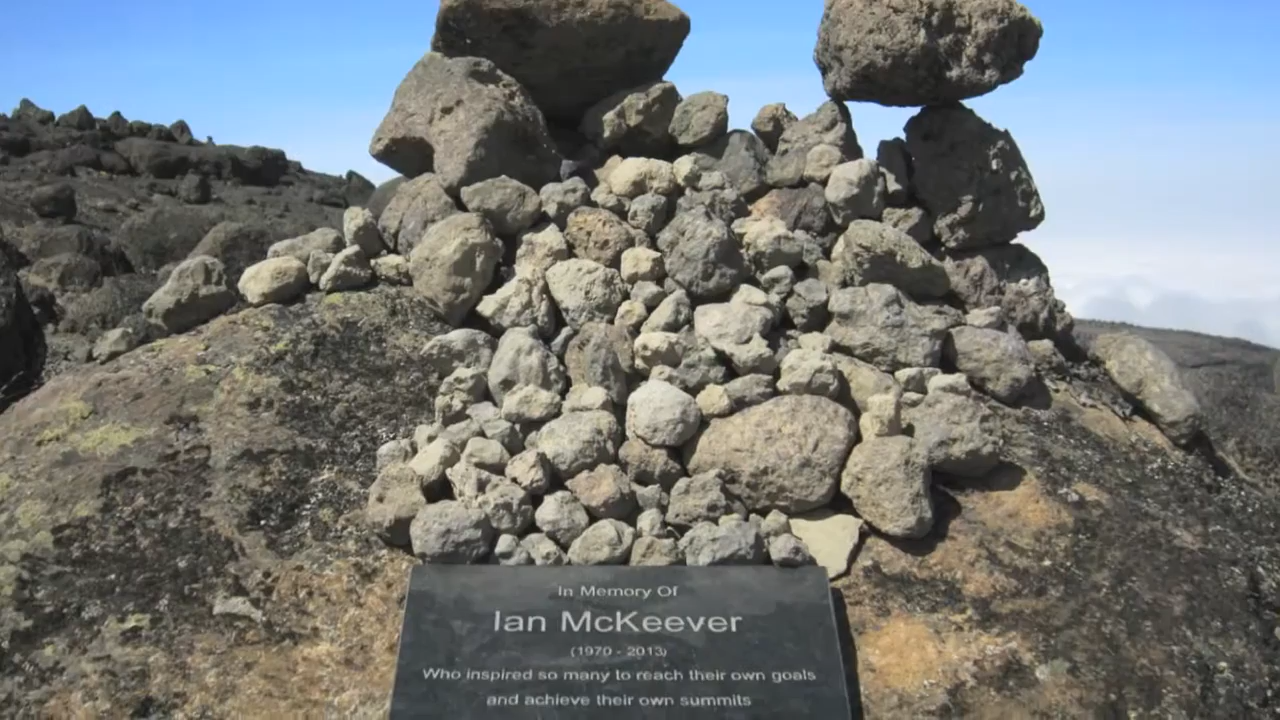 In Memory Of
Ian McKeever
(1970 - 2013)
Who inspired so many to reach their own goals
and achieve their own summits